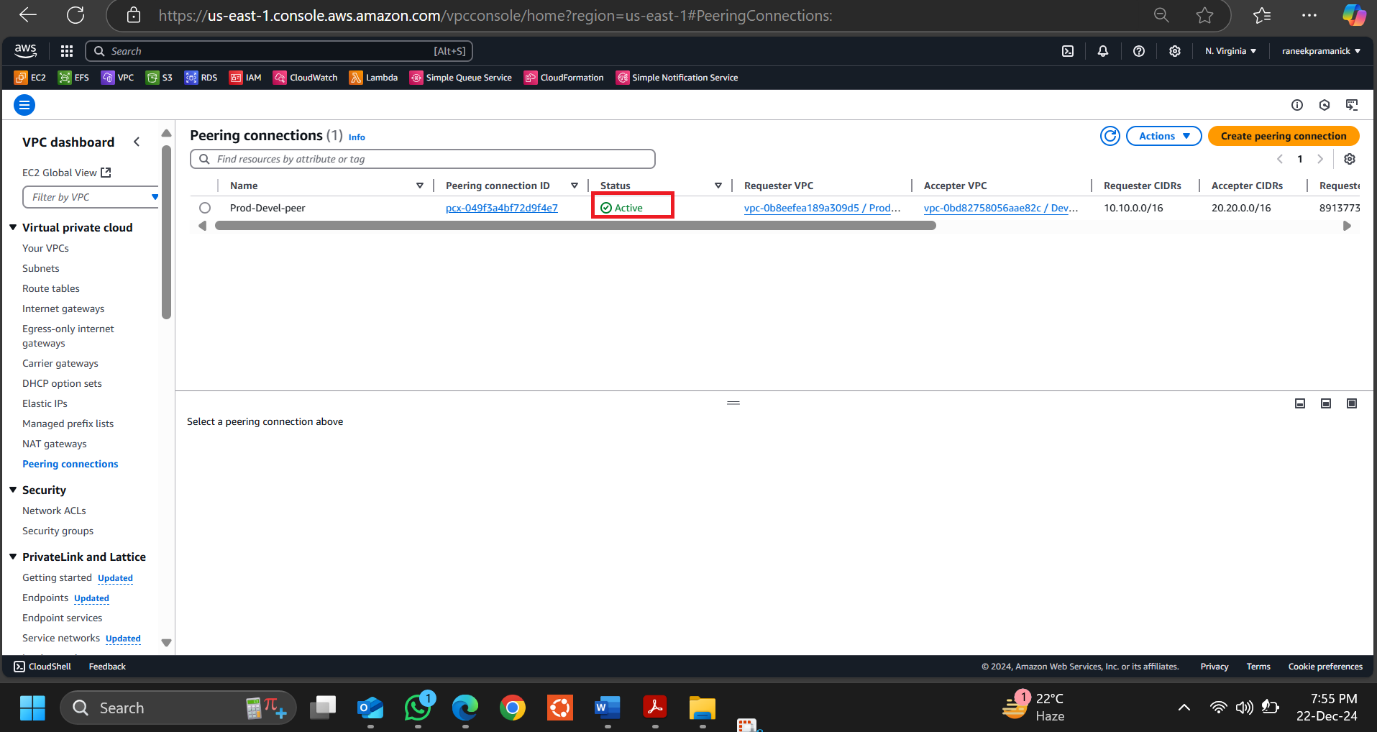 https://us-east-1.console.aws.amazon.com/vpcconsole/home?region=us-east-1#PeeringConnections:
aws Search [Alt+S] N. Virginia raneekpramanick
EC2 EFS VPC S3 RDS IAM CloudWatch Lambda Simple Queue Service CloudFormation Simple Notification Service
VPC dashboard
EC2 Global View
Filter by VPC
Virtual private cloud
Your VPCs
Subnets
Route tables
Internet gateways
Egress-only internet
gateways
Carrier gateways
DHCP option sets
Elastic IPs
Managed prefix lists
NAT gateways
Peering connections
Security
Network ACLs
Security groups
PrivateLink and Lattice
Getting started Updated
Endpoints Updated
Endpoint services
Service networks Updated
Peering connections (1) Info
Actions Create peering connection
Find resources by attribute or tag
1
Name Peering connection ID Status Requester VPC Accepter VPC Requester CIDRs Accepter CIDRs Requeste
Prod-Devel-peer pcx-049f3a4bf72d9f4e7 Active vpc-0b8eefea189a309d5 / Prod... vpc-0bd82758056aae82c / Dev... 10.10.0.0/16 20.20.0.0/16 8913773
Select a peering connection above
CloudShell Feedback © 2024, Amazon Web Services, Inc. or its affiliates. Privacy Terms Cookie preferences
Search 1 1 22°C 7:55 PM
Haze 22-Dec-24